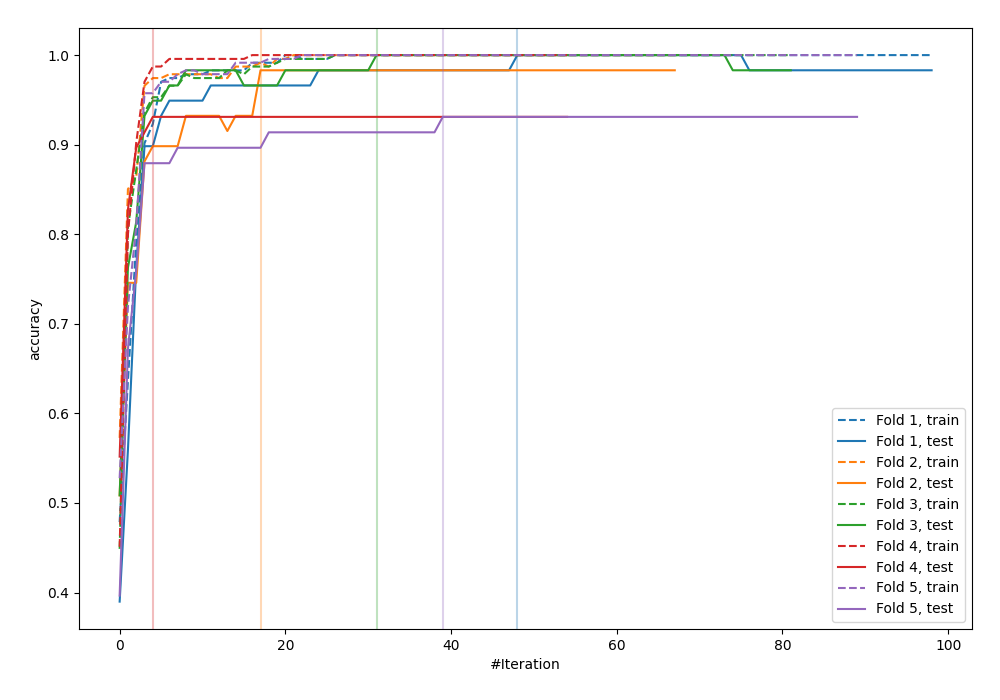 1.0
0.9
0.8
0.7
0.6
0.5
0.4
accuracy
0
20
40
60
80
100
#Iteration
Fold 1, train
Fold 1, test
Fold 2, train
Fold 2, test
Fold 3, train
Fold 3, test
Fold 4, train
Fold 4, test
Fold 5, train
Fold 5, test